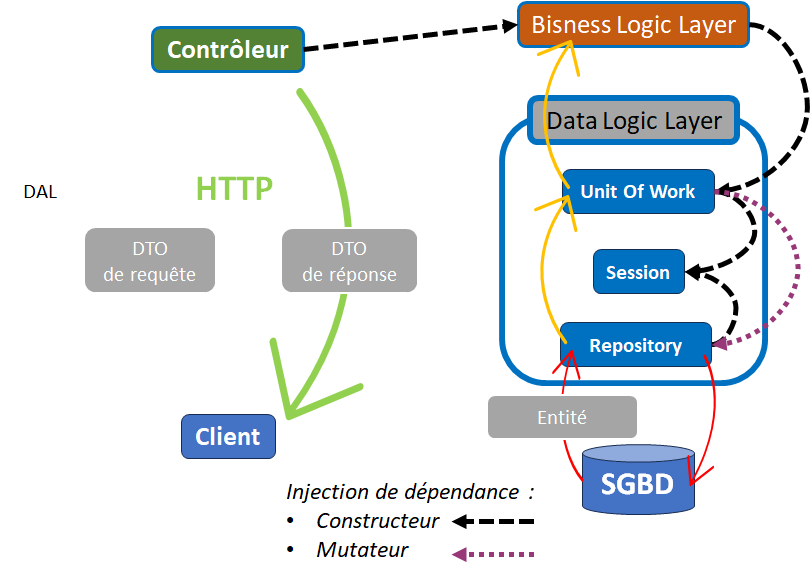 Bisness Logic Layer
Contrôleur
Data Logic Layer
DAL
HTTP
Unit Of Work
DTO
de requête
DTO
de réponse
Session
Repository
Entité
Client
SGBD
Injection de dépendance :
• Constructeur
• Mutateur